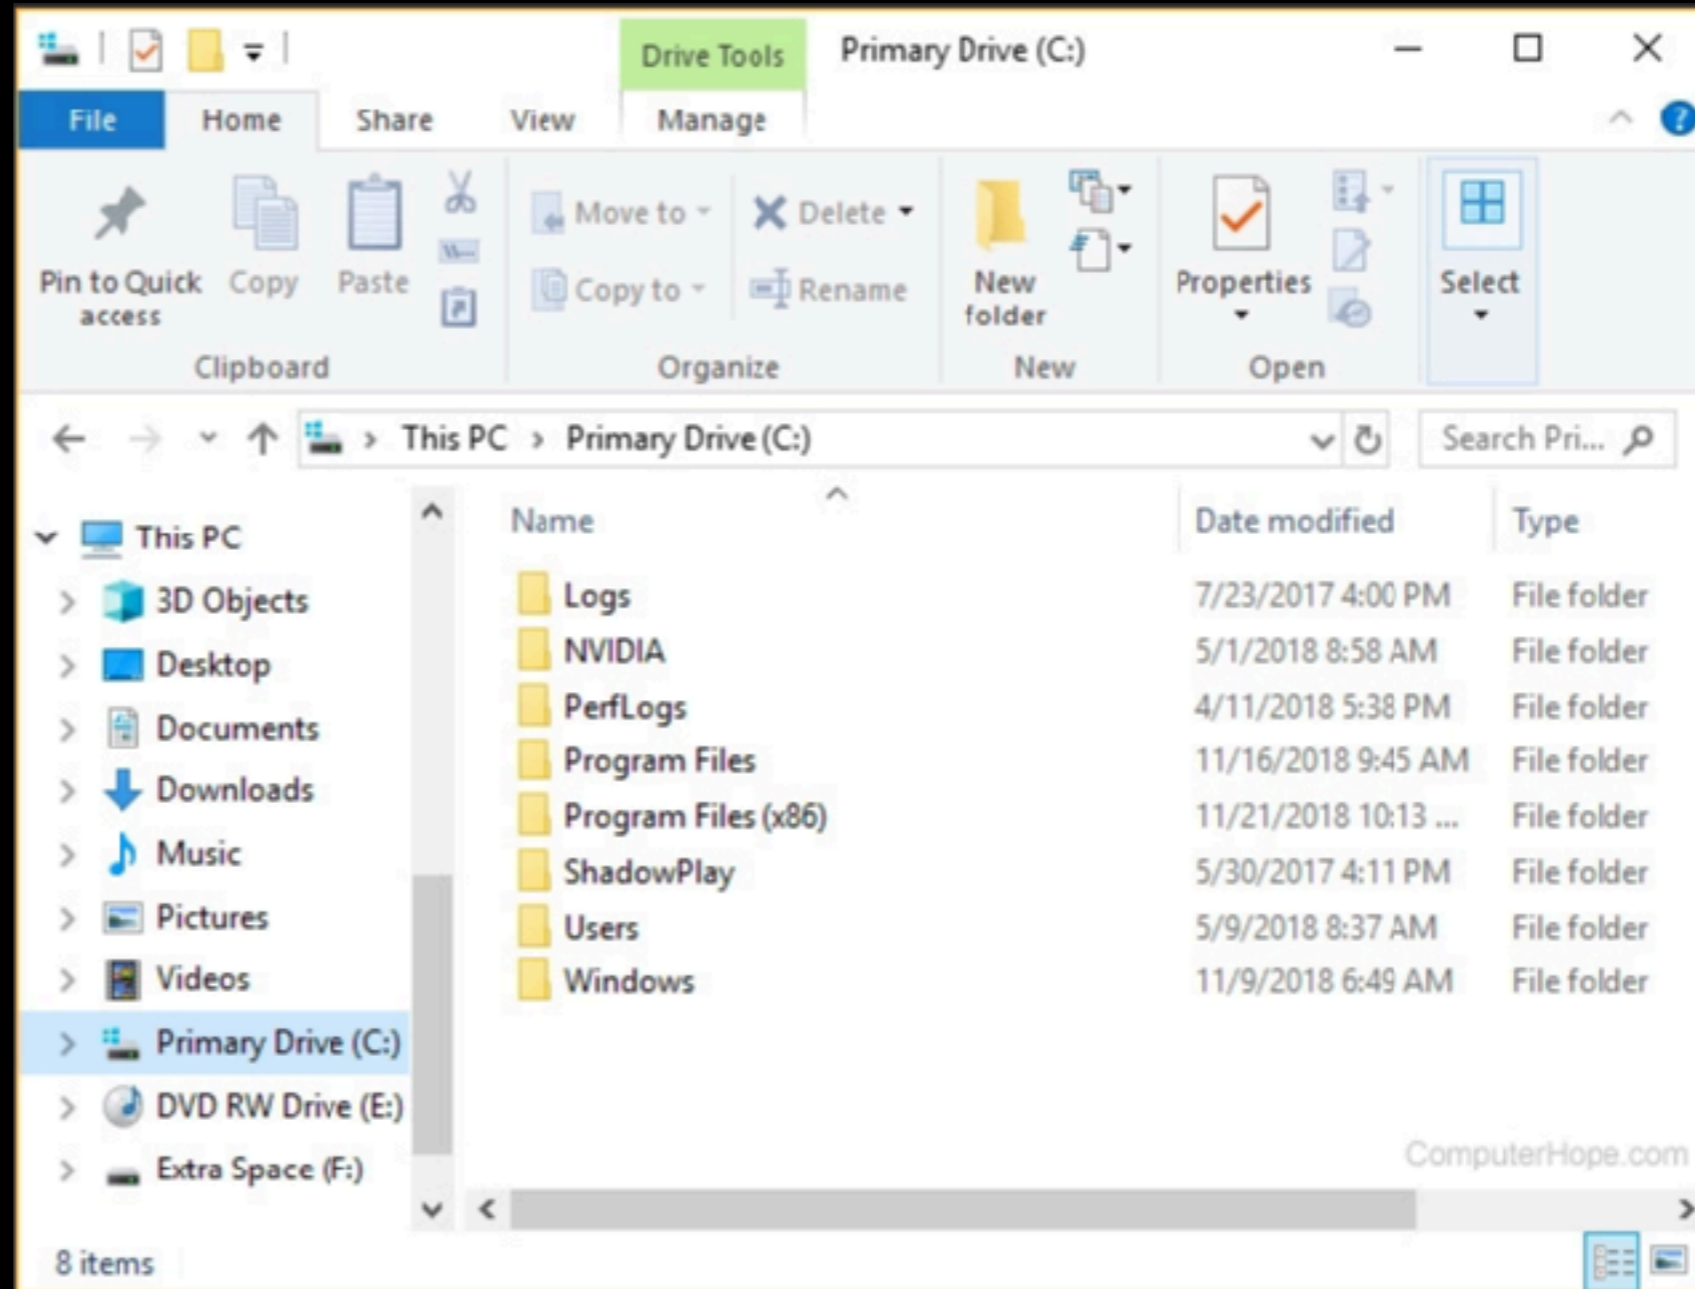 Drive Tools Primary Drive (C:)
File Home Share View Manage
Pin to Quick access Copy Paste
Move to Delete
Copy to Rename
New folder Properties Select
Clipboard Organize New Open
This PC Primary Drive (C:) Search Pri...
Name Date modified Type
This PC
3D Objects
Desktop
Documents
Downloads
Music
Pictures
Videos
Primary Drive (C:)
DVD RW Drive (E:)
Extra Space (F:)
Logs 7/23/2017 4:00 PM File folder
NVIDIA 5/1/2018 8:58 AM File folder
PerfLogs 4/11/2018 5:38 PM File folder
Program Files 11/16/2018 9:45 AM File folder
Program Files (x86) 11/21/2018 10:13 ... File folder
ShadowPlay 5/30/2017 4:11 PM File folder
Users 5/9/2018 8:37 AM File folder
Windows 11/9/2018 6:49 AM File folder
ComputerHope.com
8 items